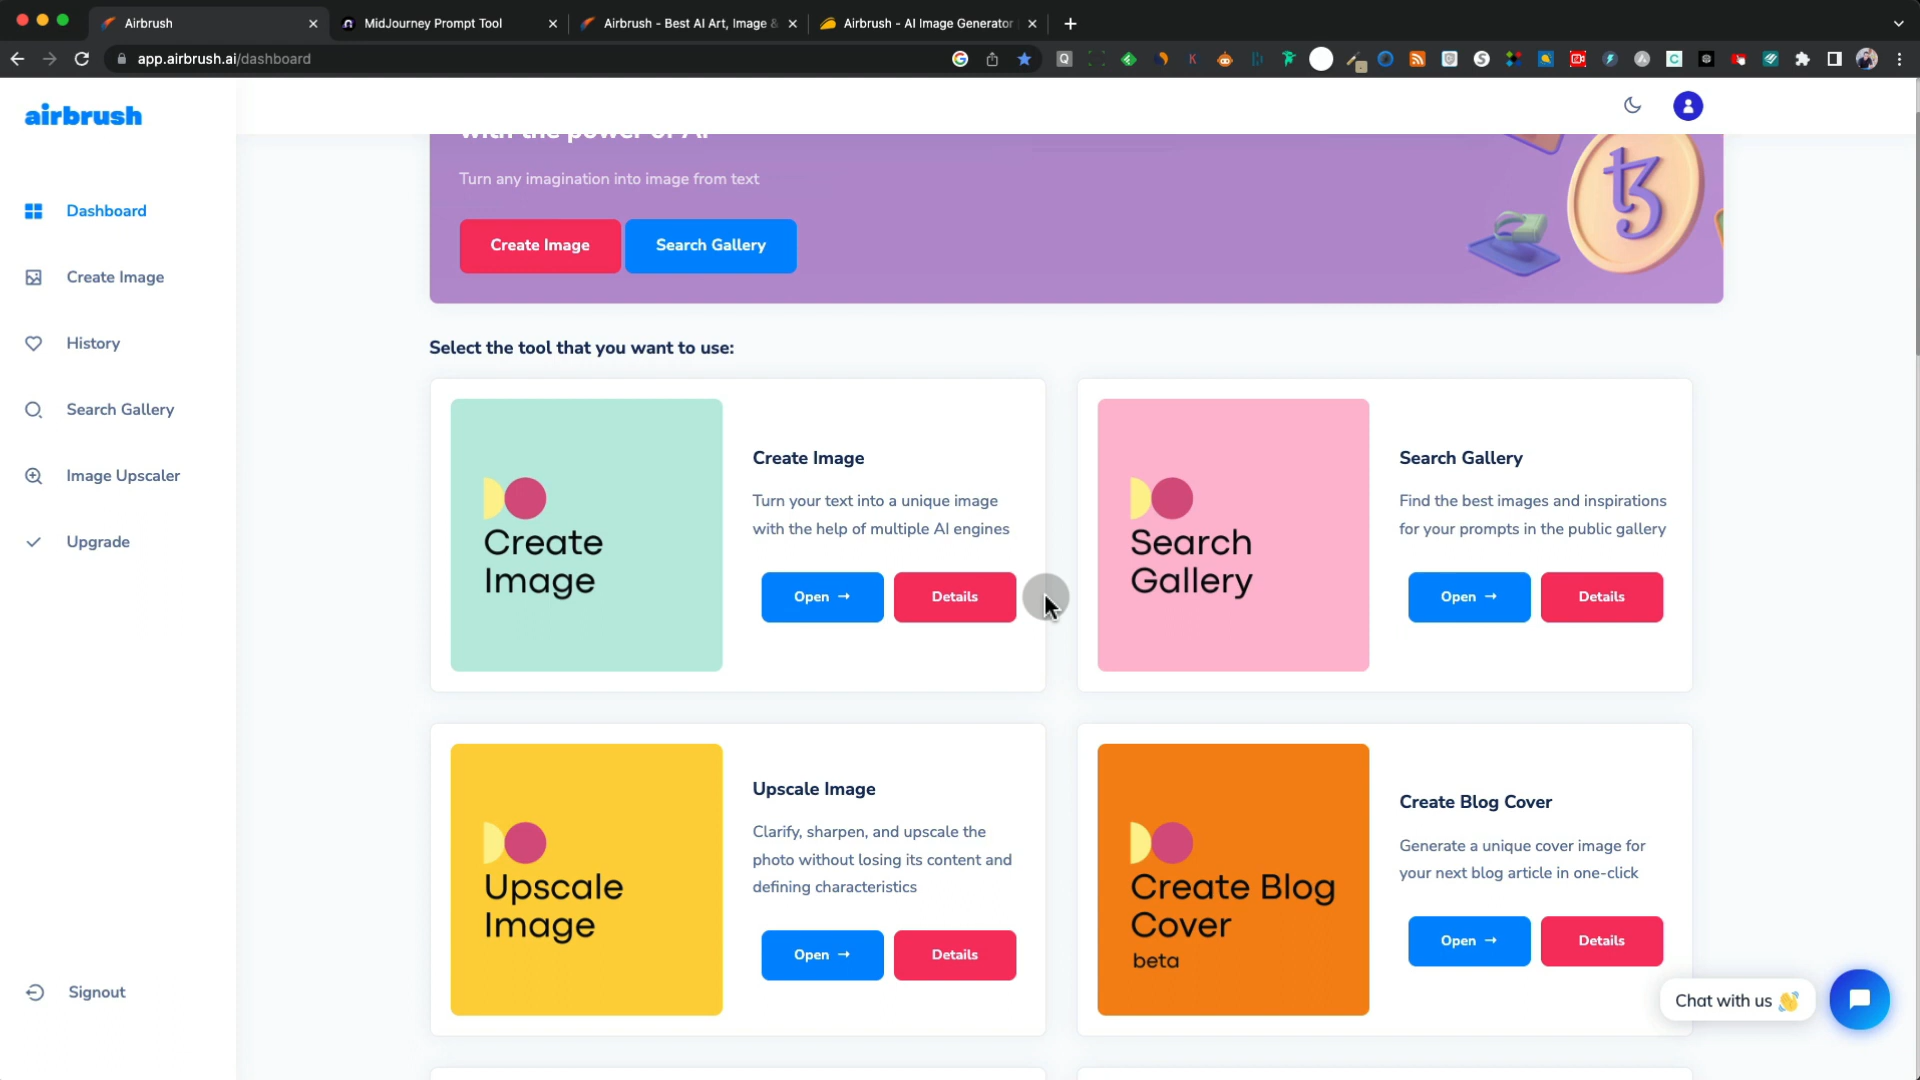 Airbrush
MidJourney Prompt Tool
Airbrush - Best AI Art, Image &
Airbrush - AI Image Generator
app.airbrush.ai/dashboard
airbrush
Dashboard
Create Image
History
Search Gallery
Image Upscaler
Upgrade
Signout
with the power of AI
Turn any imagination into image from text
Create Image
Search Gallery
Select the tool that you want to use:
Create
Image
Create Image
Turn your text into a unique image
with the help of multiple AI engines
Open →
Details
Search
Gallery
Search Gallery
Find the best images and inspirations
for your prompts in the public gallery
Open →
Details
Upscale
Image
Upscale Image
Clarify, sharpen, and upscale the
photo without losing its content and
defining characteristics
Open →
Details
Create Blog
Cover
beta
Create Blog Cover
Generate a unique cover image for
your next blog article in one-click
Open →
Details
Chat with us 👋